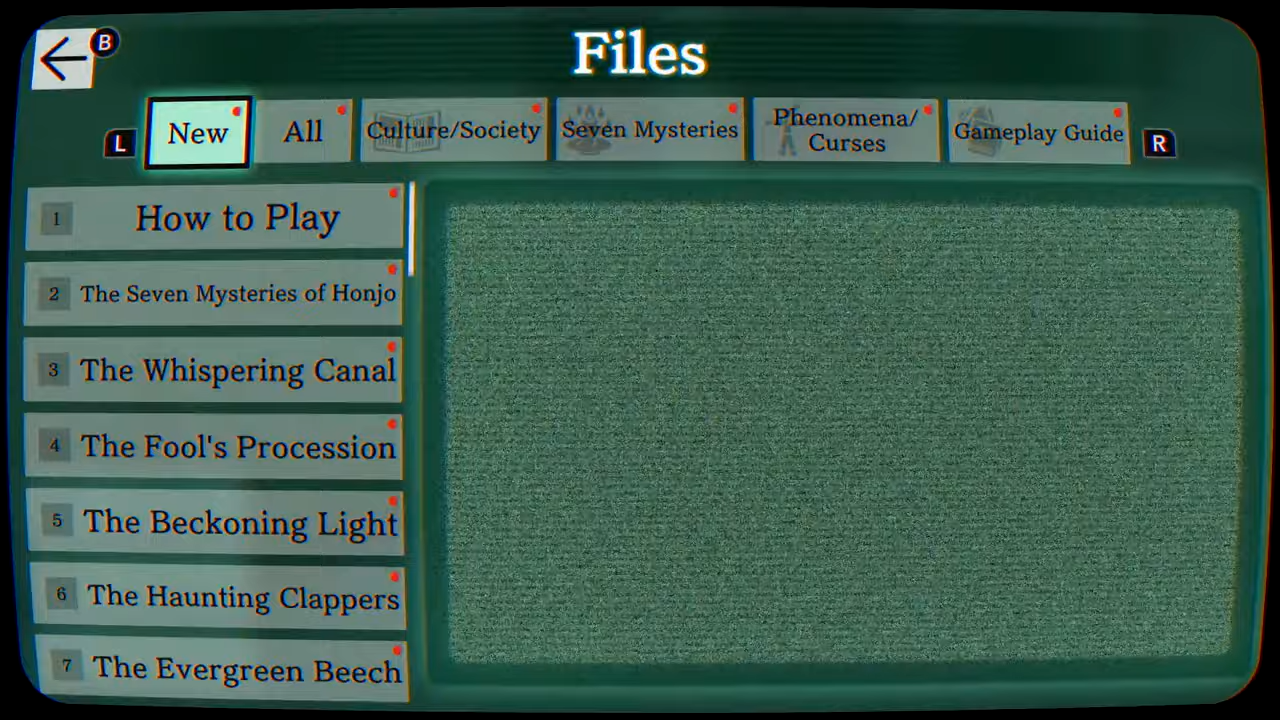 B
Files
L
New
All
Culture/Society
Seven Mysteries
Phenomena/
Curses
Gameplay Guide
R
1 How to Play
2 The Seven Mysteries of Honjo
3 The Whispering Canal
4 The Fool's Procession
5 The Beckoning Light
6 The Haunting Clappers
7 The Evergreen Beech